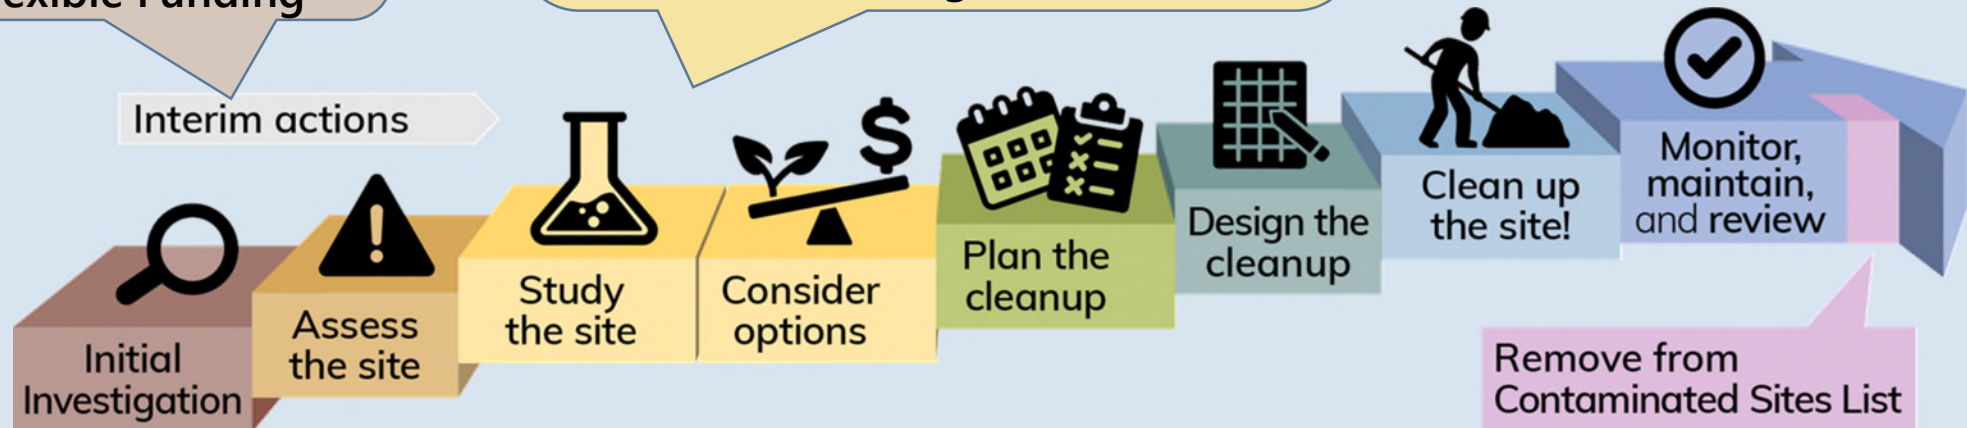 Funding
Interim actions
Initial
Investigation
Assess
the site
Study
the site
Consider
options
Plan the
cleanup
Design the
cleanup
Clean up
the site!
Monitor,
maintain,
and review
Remove from
Contaminated Sites List